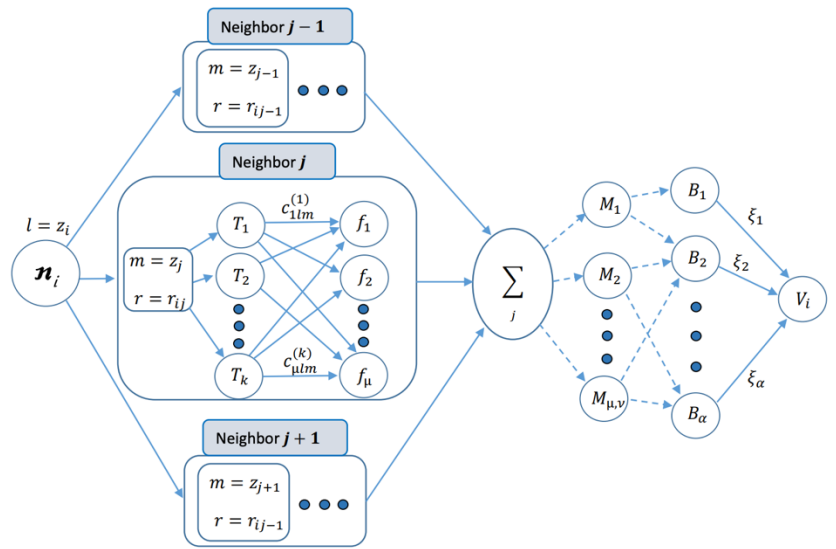 Neighbor j − 1
m = z_{j−1}
r = r_{ij−1}
Neighbor j
l = z_i
n_i
m = z_j
r = r_{ij}
T_1
T_2
T_k
c_{1lm}^{(1)}
c_{μlm}^{(k)}
f_1
f_2
f_μ
Neighbor j + 1
m = z_{j+1}
r = r_{ij−1}
∑
j
M_1
M_2
M_{μ,ν}
B_1
B_2
B_α
ξ_1
ξ_2
ξ_α
V_i